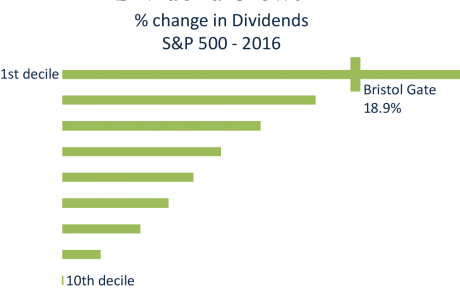 % change in Dividends
S&P 500 - 2016
1st decile
Bristol Gate
18.9%
10th decile